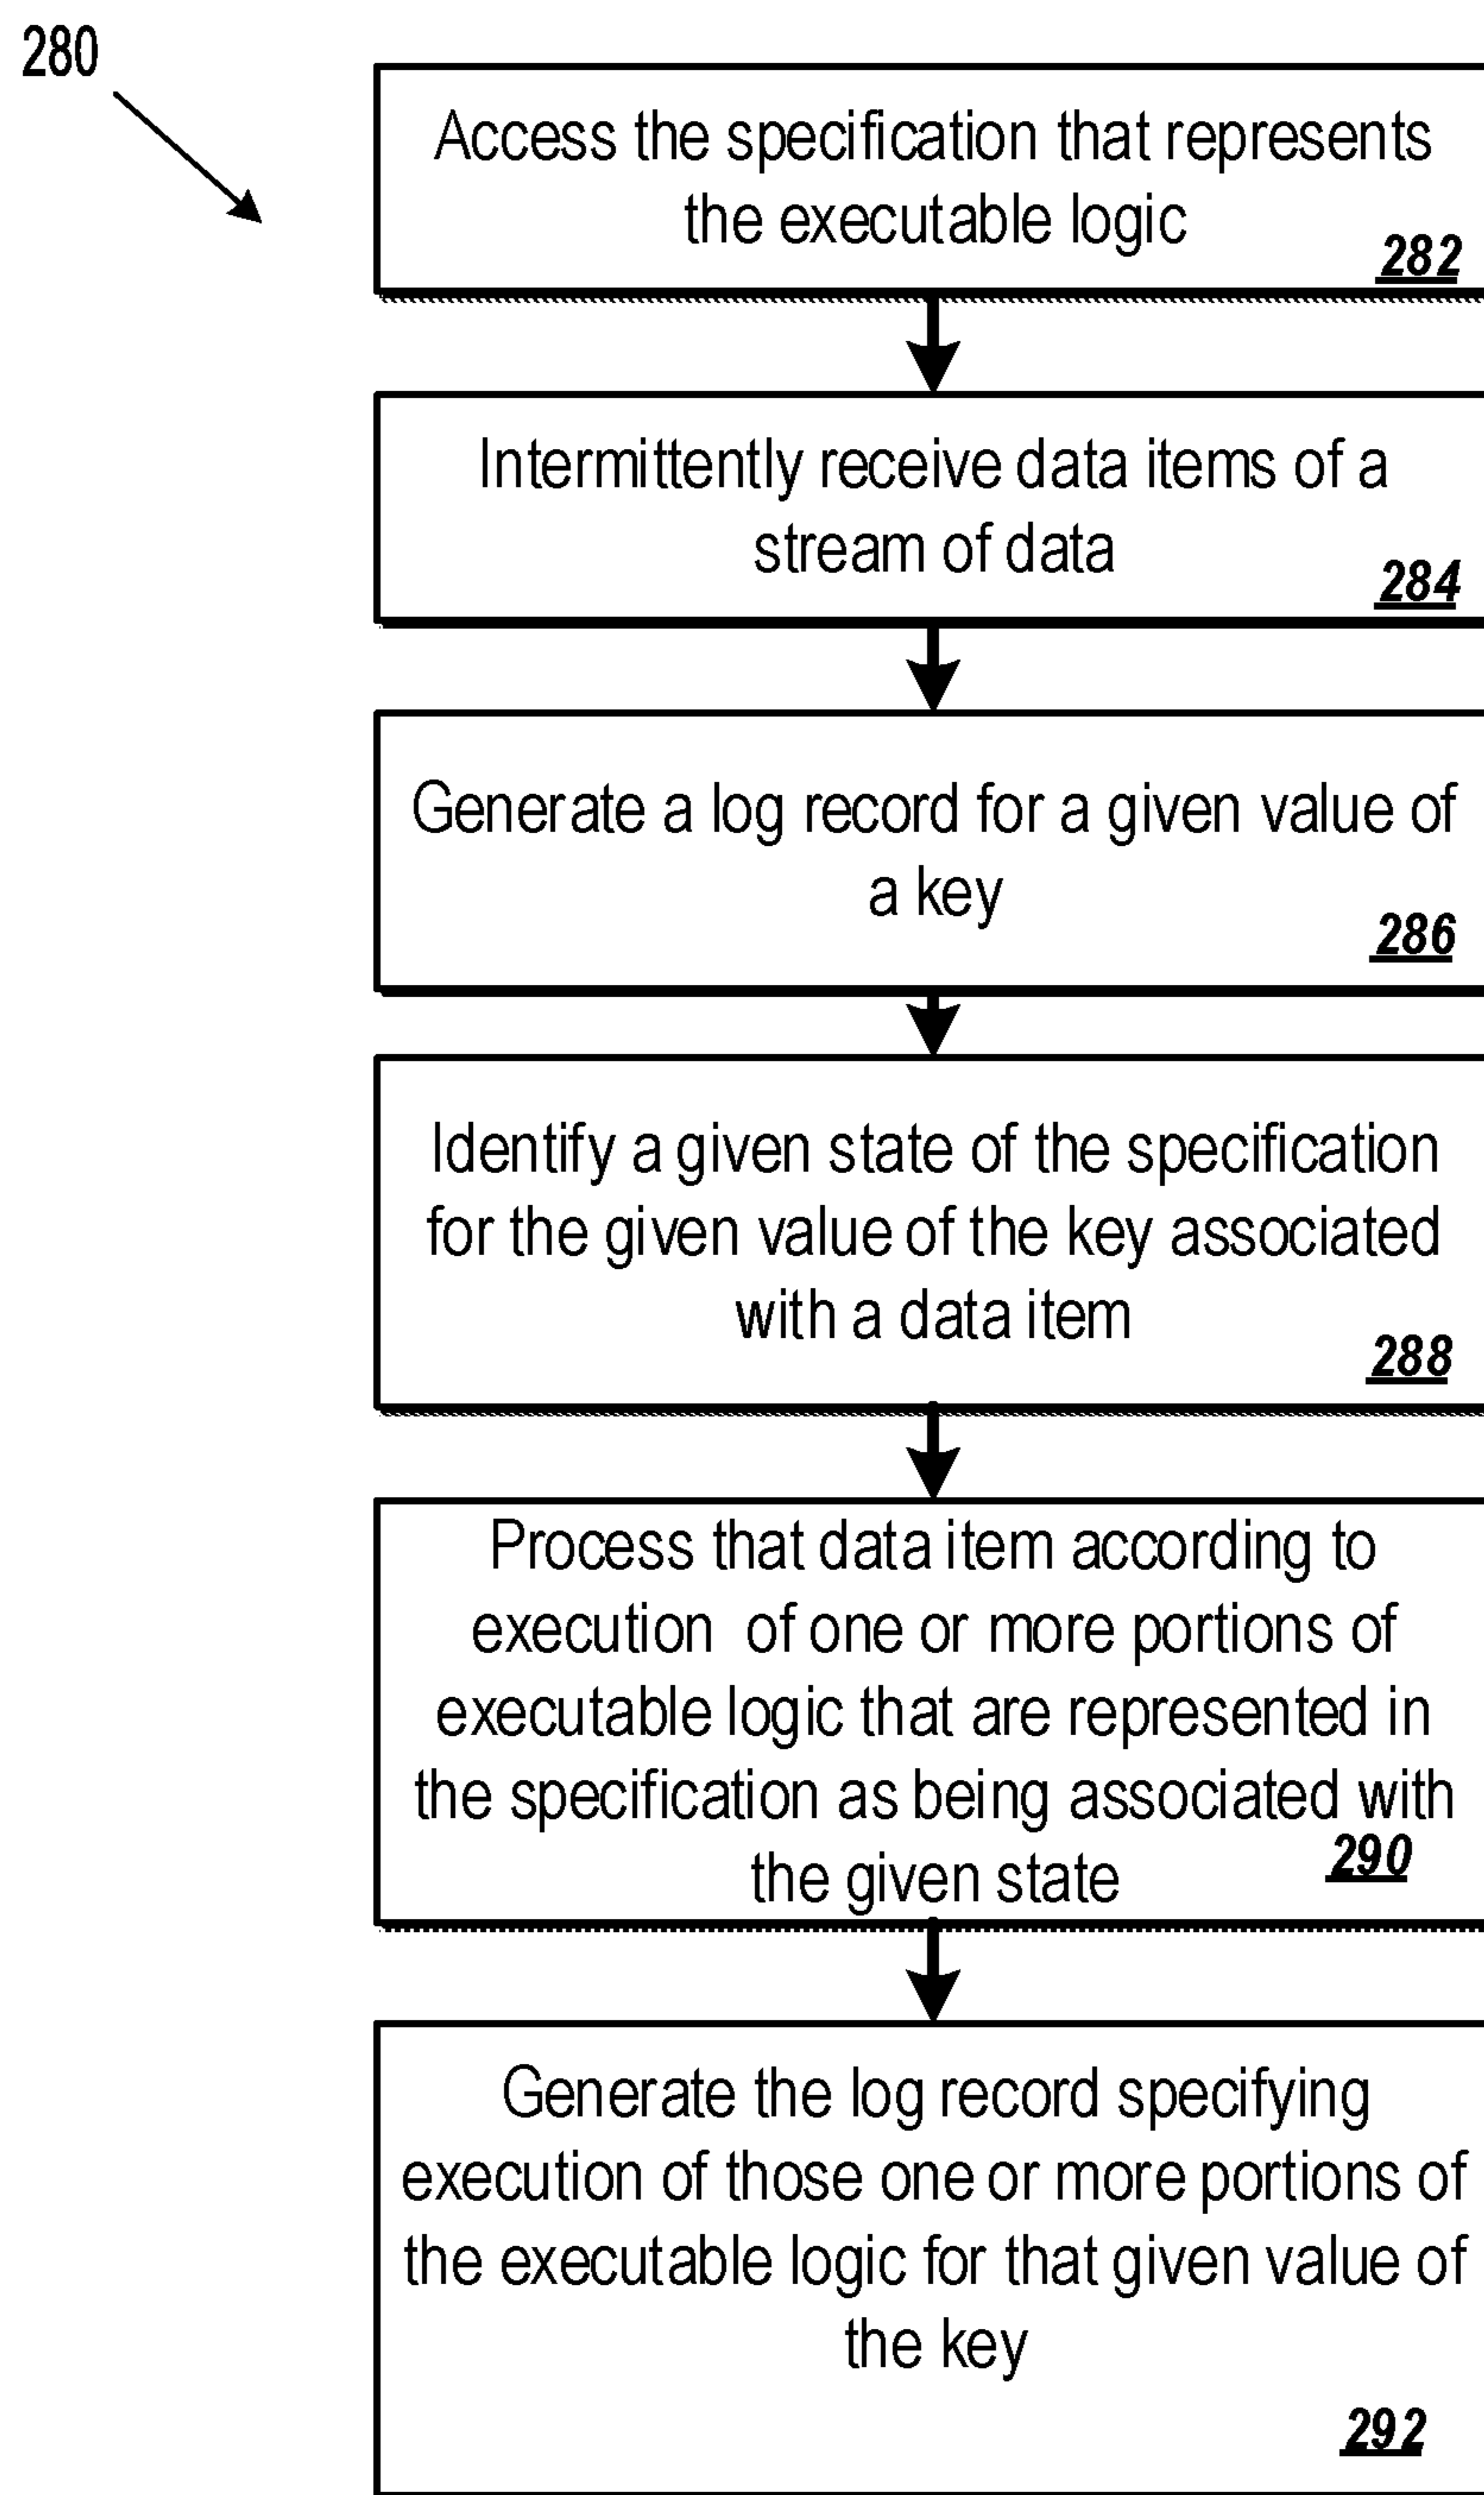 280
Access the specification that represents
the executable logic
282
Intermittently receive data items of a
stream of data
284
Generate a log record for a given value of
a key
286
Identify a given state of the specification
for the given value of the key associated
with a data item
288
Process that data item according to
execution of one or more portions of
executable logic that are represented in
the specification as being associated with
the given state
290
Generate the log record specifying
execution of those one or more portions of
the executable logic for that given value of
the key
292